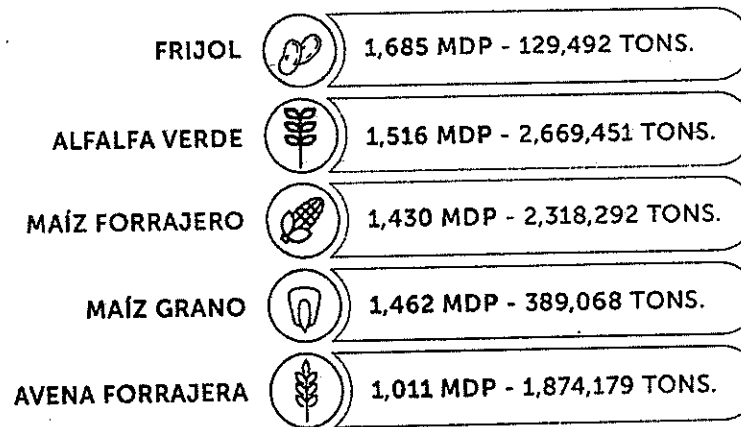 FRIJOL 1,685 MDP - 129,492 TONS.
ALFALFA VERDE 1,516 MDP - 2,669,451 TONS.
MAÍZ FORRAJERO 1,430 MDP - 2,318,292 TONS.
MAÍZ GRANO 1,462 MDP - 389,068 TONS.
AVENA FORRAJERA 1,011 MDP - 1,874,179 TONS.